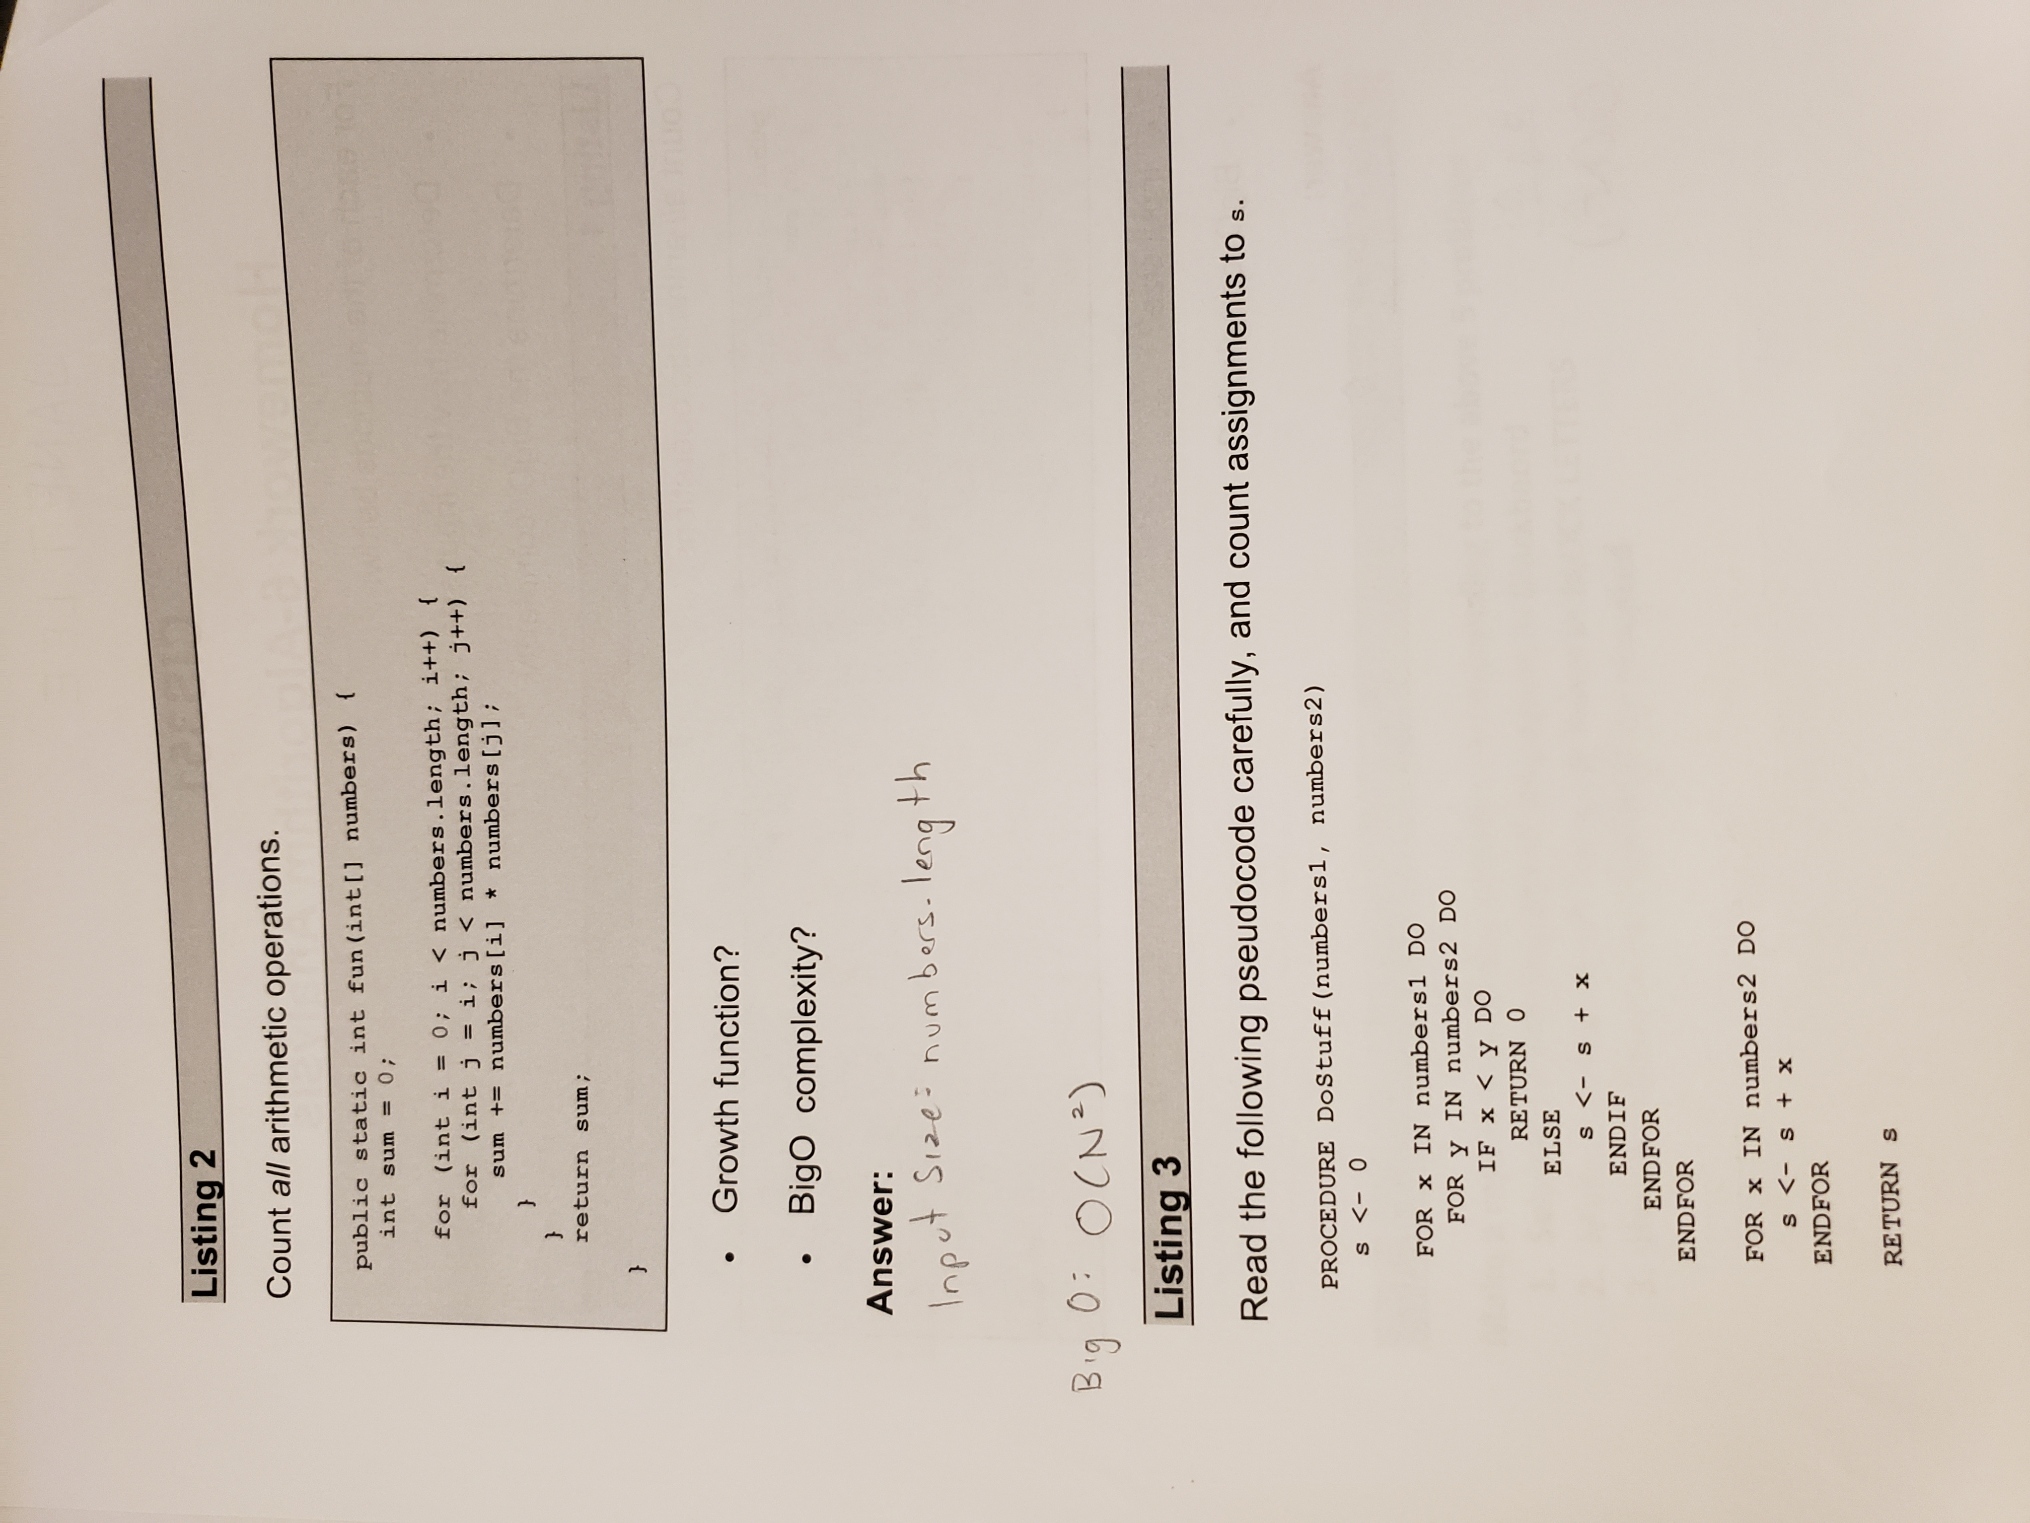 Listing 2
Count all arithmetic operations.
public static int fun(int[] numbers) {
int sum = 0;
for (int i = 0; i < numbers.length; i++) {
for (int j = i; j < numbers.length; j++) {
sum += numbers[i] * numbers[j];
}
}
return sum;
}
• Growth function?
• BigO complexity?
Answer:
Input Size: numbers.length
Big O: O(N²)
Listing 3
Read the following pseudocode carefully, and count assignments to s.
PROCEDURE DoStuff(numbers1, numbers2)
s <- 0
FOR x IN numbers1 DO
FOR y IN numbers2 DO
IF x < y DO
RETURN 0
ELSE
s <- s + x
ENDIF
ENDFOR
ENDFOR
FOR x IN numbers2 DO
s <- s + x
ENDFOR
RETURN s